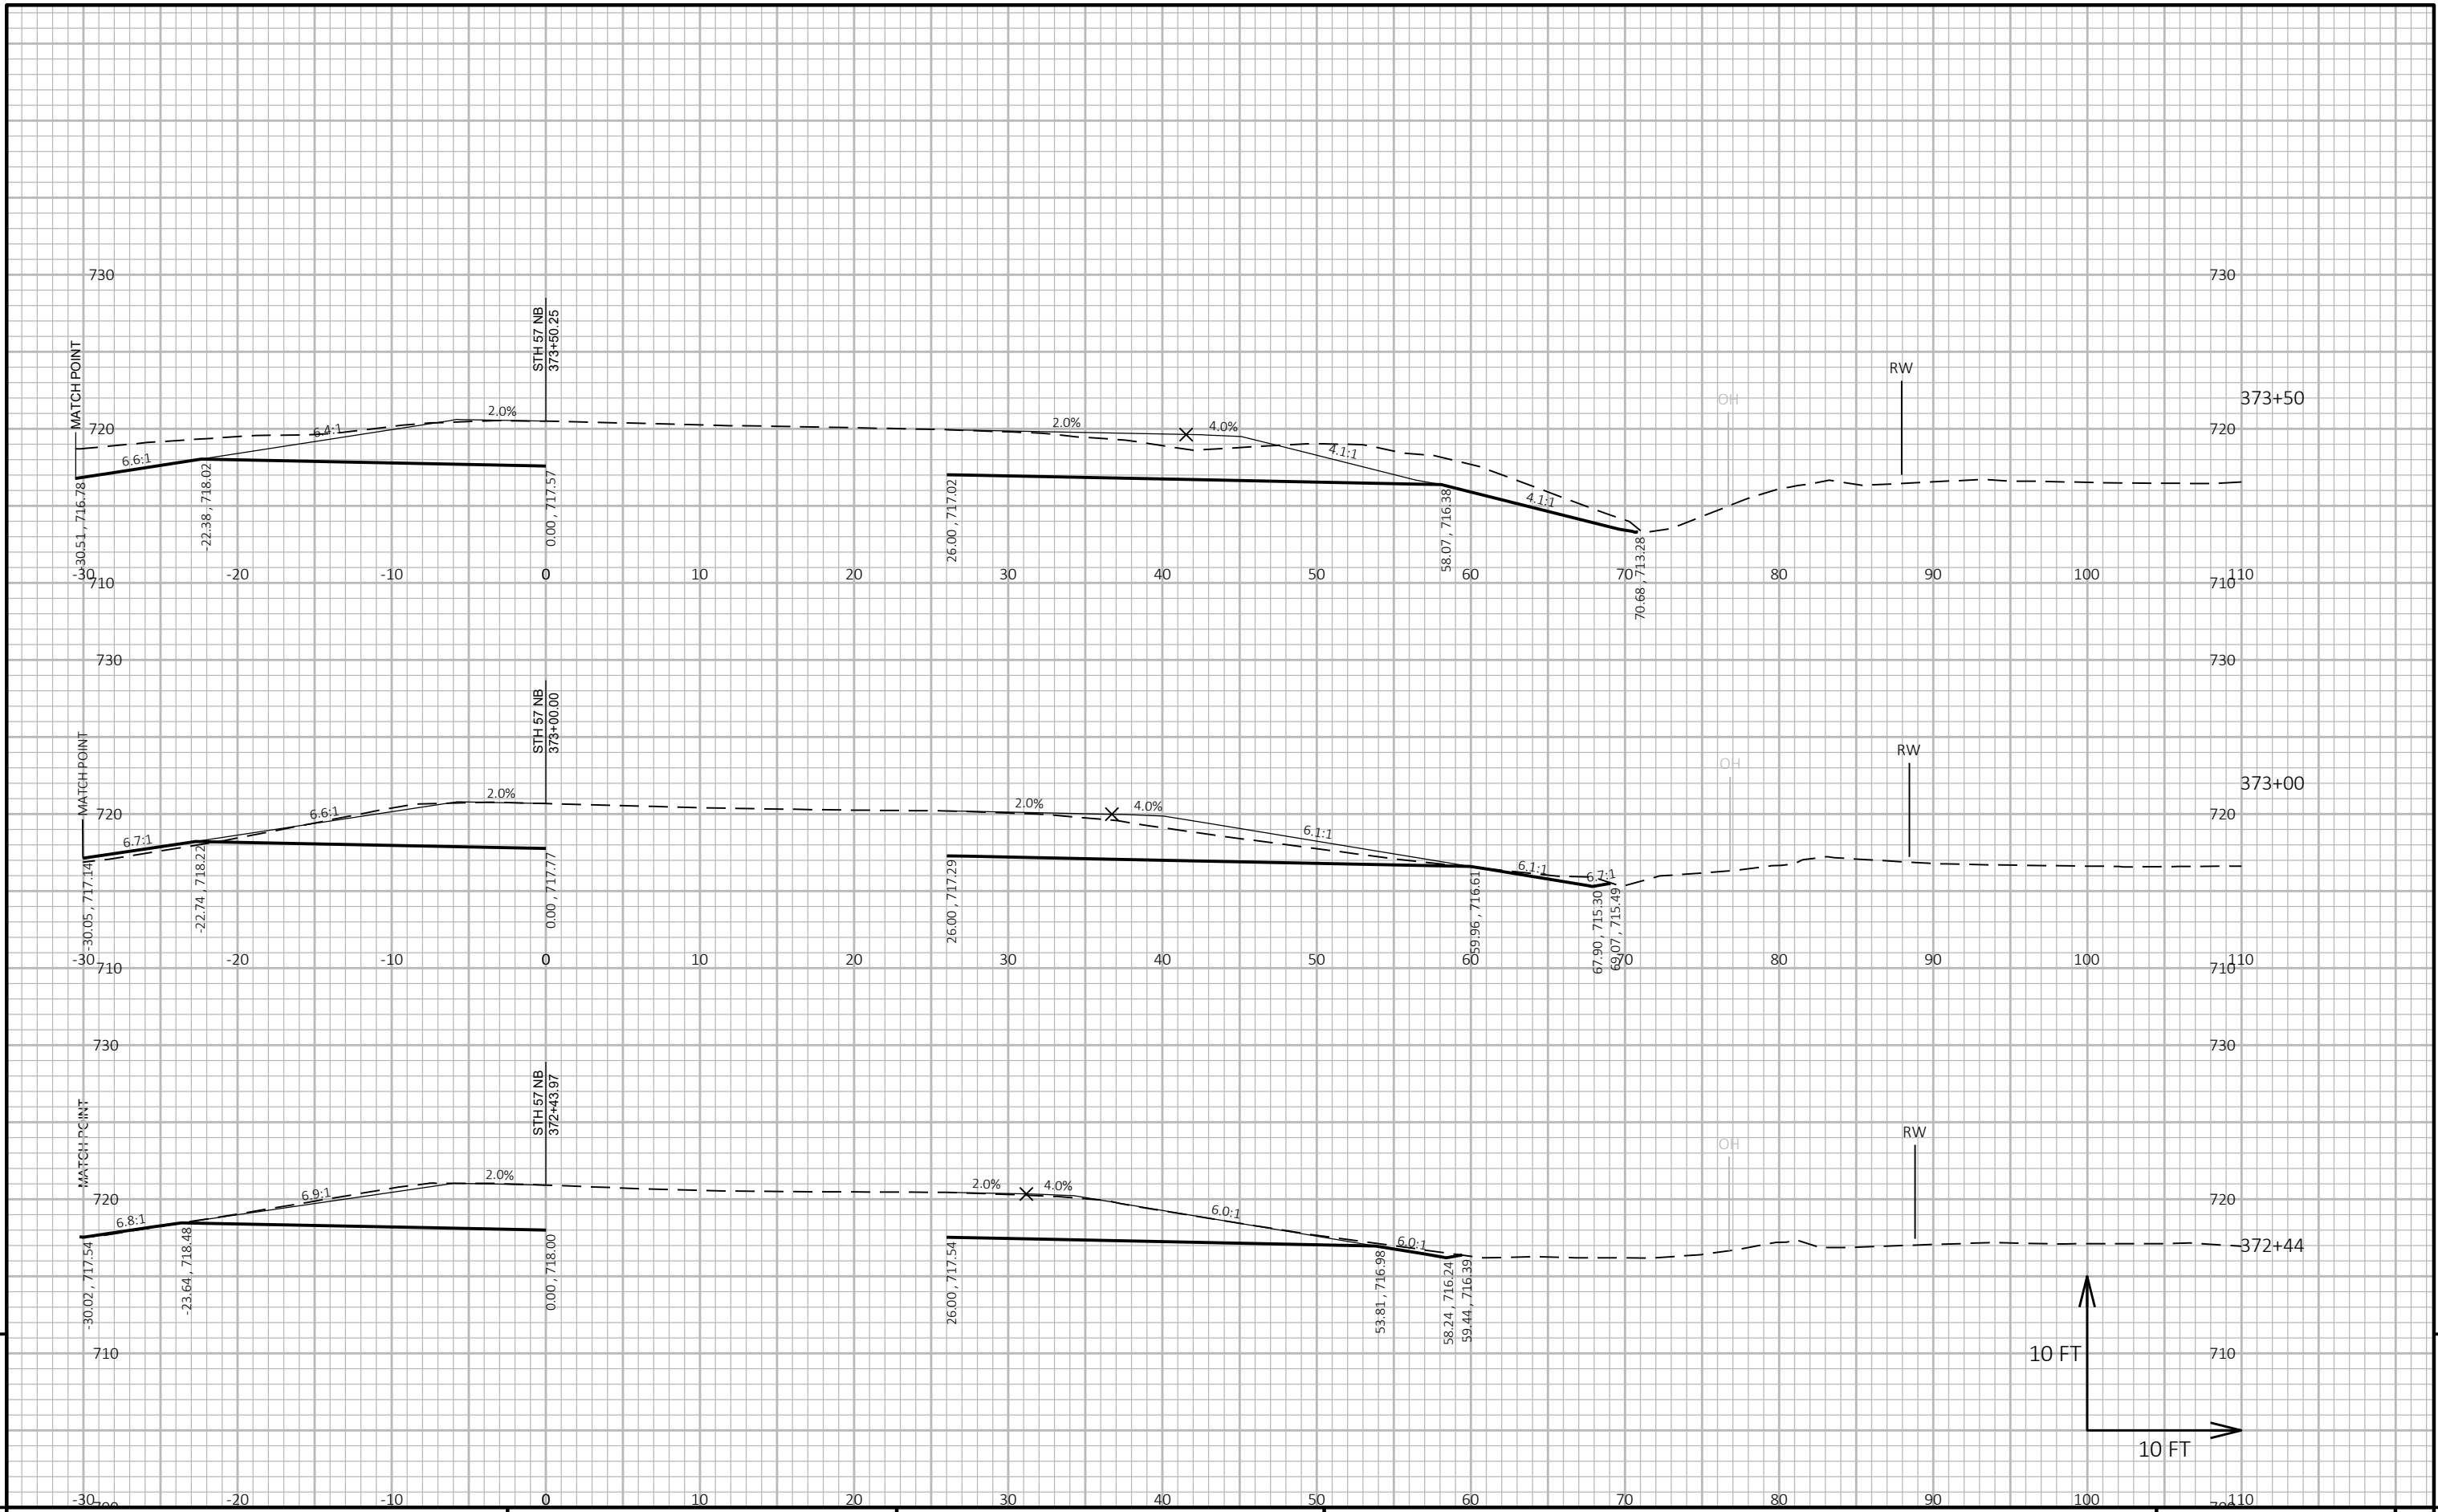 730
730
STH 57 NB
373+50.25
MATCH POINT
RW
OH
373+50
720
720
2.0%
2.0%
4.0%
6.4:1
6.6:1
4.1:1
4.1:1
-30.51 , 716.78
-22.38 , 718.02
0.00 , 717.57
26.00 , 717.02
58.07 , 716.38
70.68 , 713.28
-30
-20
-10
0
10
20
30
40
50
60
70
80
90
100
110
710
710
730
730
STH 57 NB
373+00.00
MATCH POINT
RW
OH
373+00
720
720
2.0%
2.0%
4.0%
6.6:1
6.7:1
6.1:1
6.1:1
6.7:1
-30.05 , 717.14
-22.74 , 718.22
0.00 , 717.77
26.00 , 717.29
59.96 , 716.61
67.90 , 715.30
69.07 , 715.49
-30
-20
-10
0
10
20
30
40
50
60
70
80
90
100
110
710
710
730
730
STH 57 NB
372+43.97
MATCH POINT
RW
OH
720
720
2.0%
2.0%
4.0%
6.9:1
6.8:1
6.0:1
6.0:1
372+44
-30.02 , 717.54
-23.64 , 718.48
0.00 , 718.00
26.00 , 717.54
53.81 , 716.98
58.24 , 716.24
59.44 , 716.39
710
710
10 FT
10 FT
-30
-20
-10
0
10
20
30
40
50
60
70
80
90
100
110